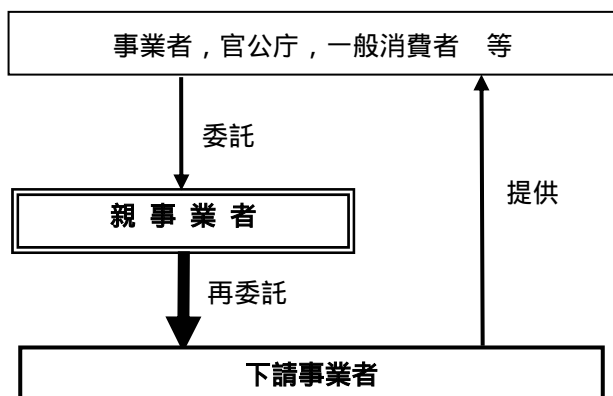 事業者，官公庁，一般消費者　等
委託
親 事 業 者
提供
再委託
下請事業者